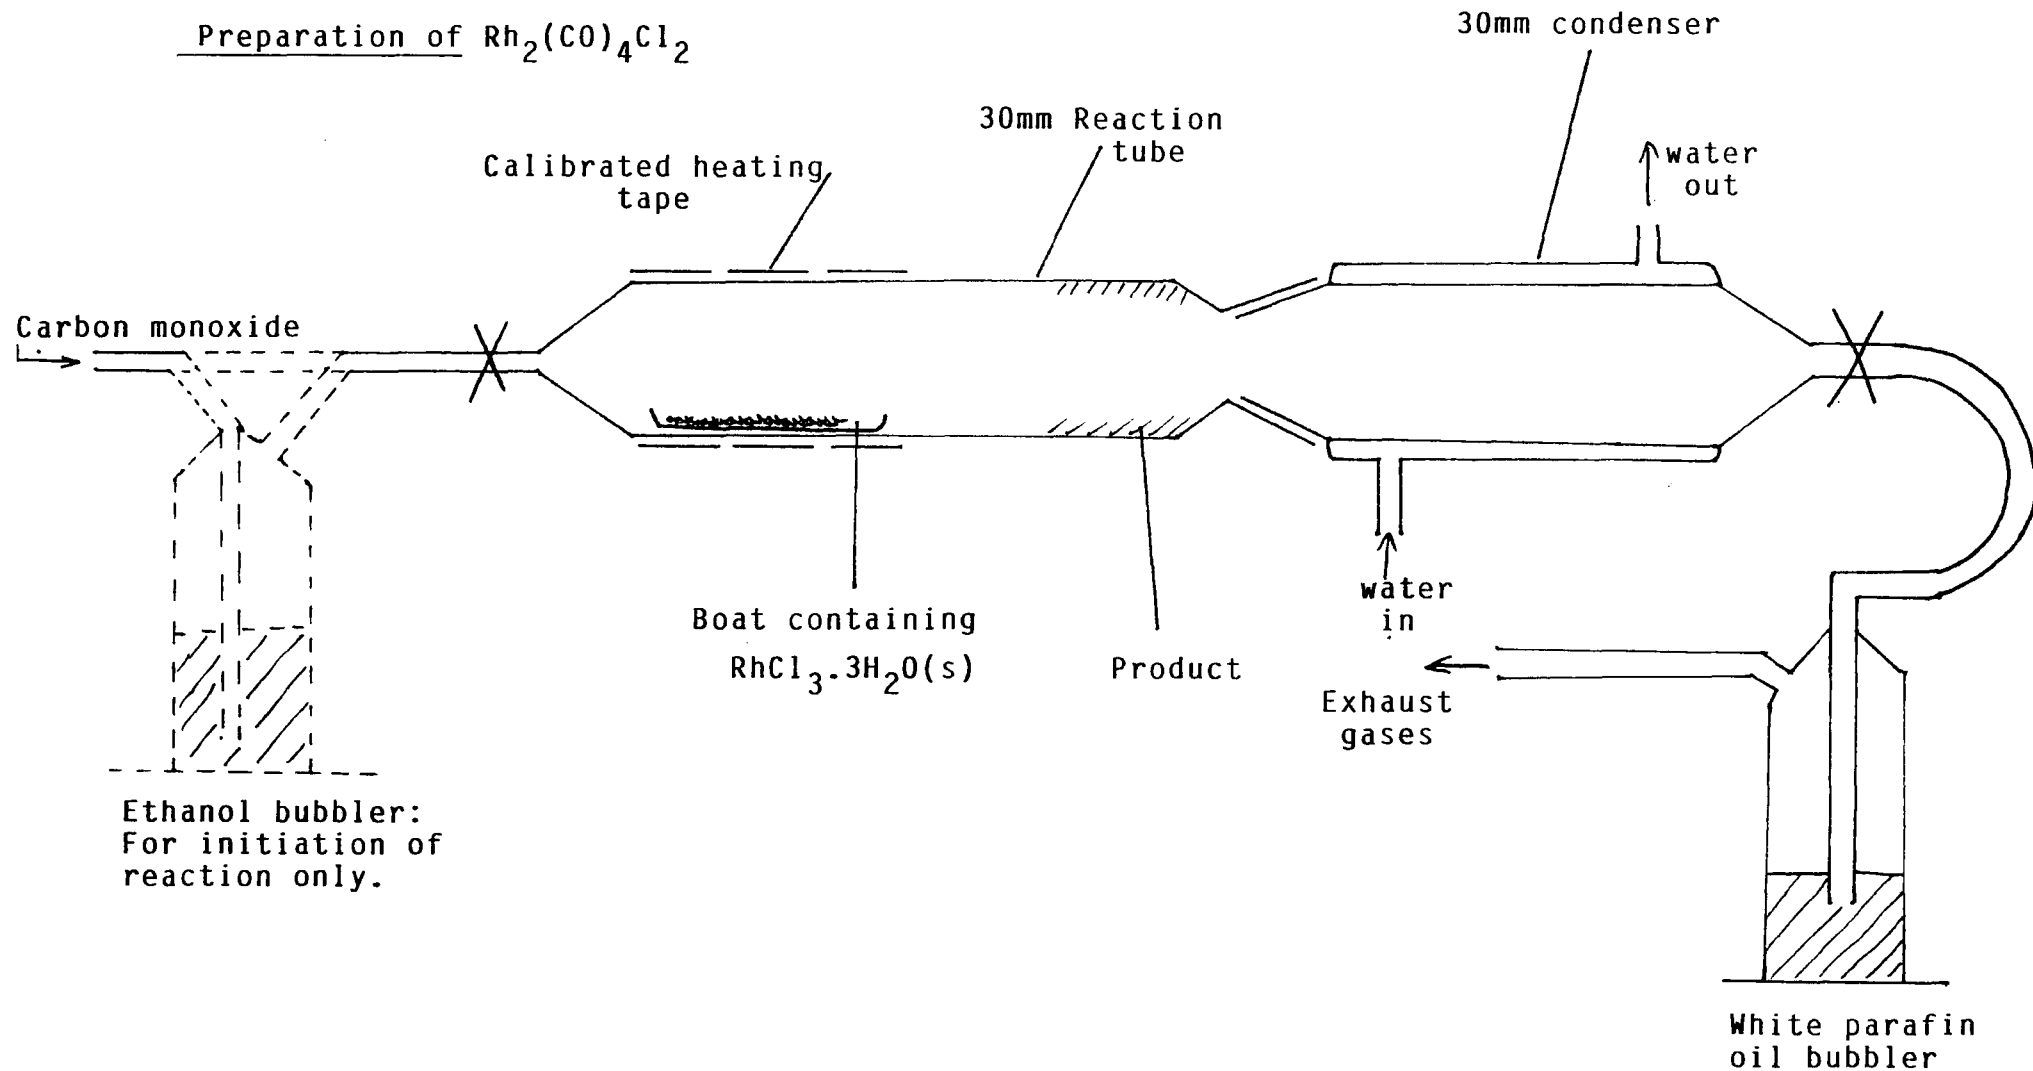 Preparation of Rh2(CO)4Cl2
30mm condenser
30mm Reaction
tube
Calibrated heating
tape
water
out
Carbon monoxide
Boat containing
RhCl3.3H2O(s)
Product
water
in
Exhaust
gases
Ethanol bubbler:
For initiation of
reaction only.
White parafin
oil bubbler